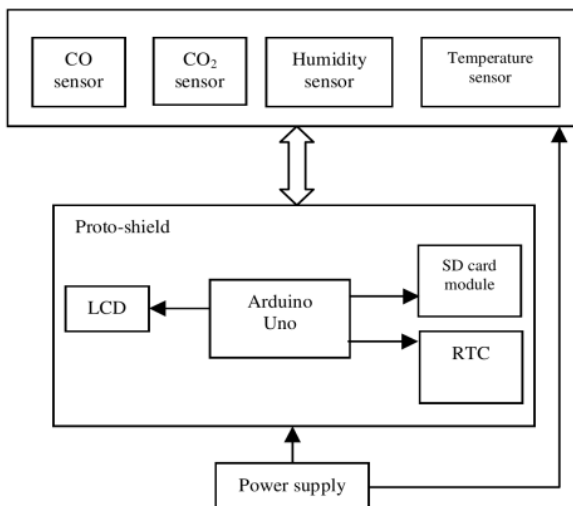 CO
sensor
CO₂
sensor
Humidity
sensor
Temperature
sensor
Proto-shield
LCD
Arduino
Uno
SD card
module
RTC
Power supply